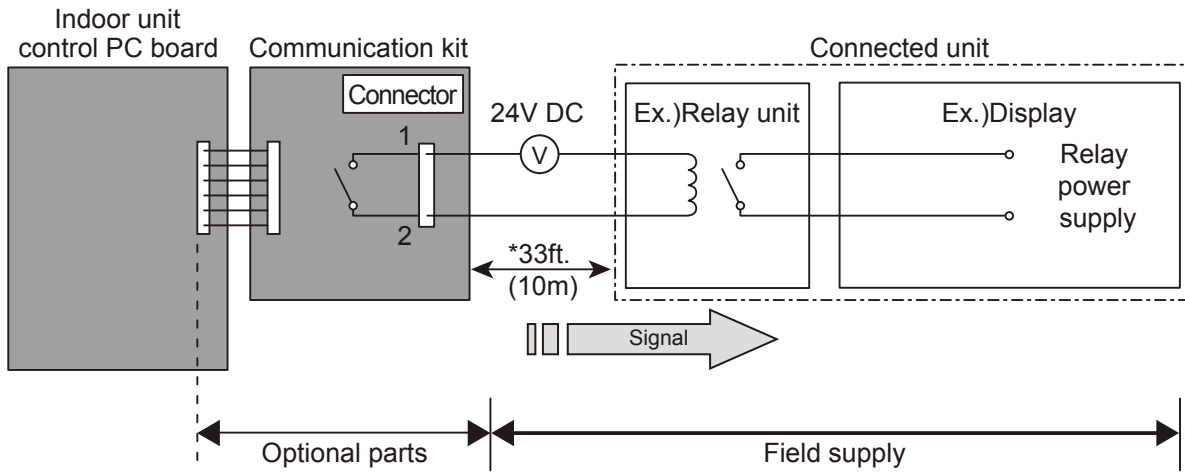 Indoor unit
control PC board
Communication kit
Connected unit
Connector
1
2
24V DC
V
Ex.)Relay unit
Ex.)Display
Relay
power
supply
*33ft.
(10m)
Signal
Optional parts
Field supply